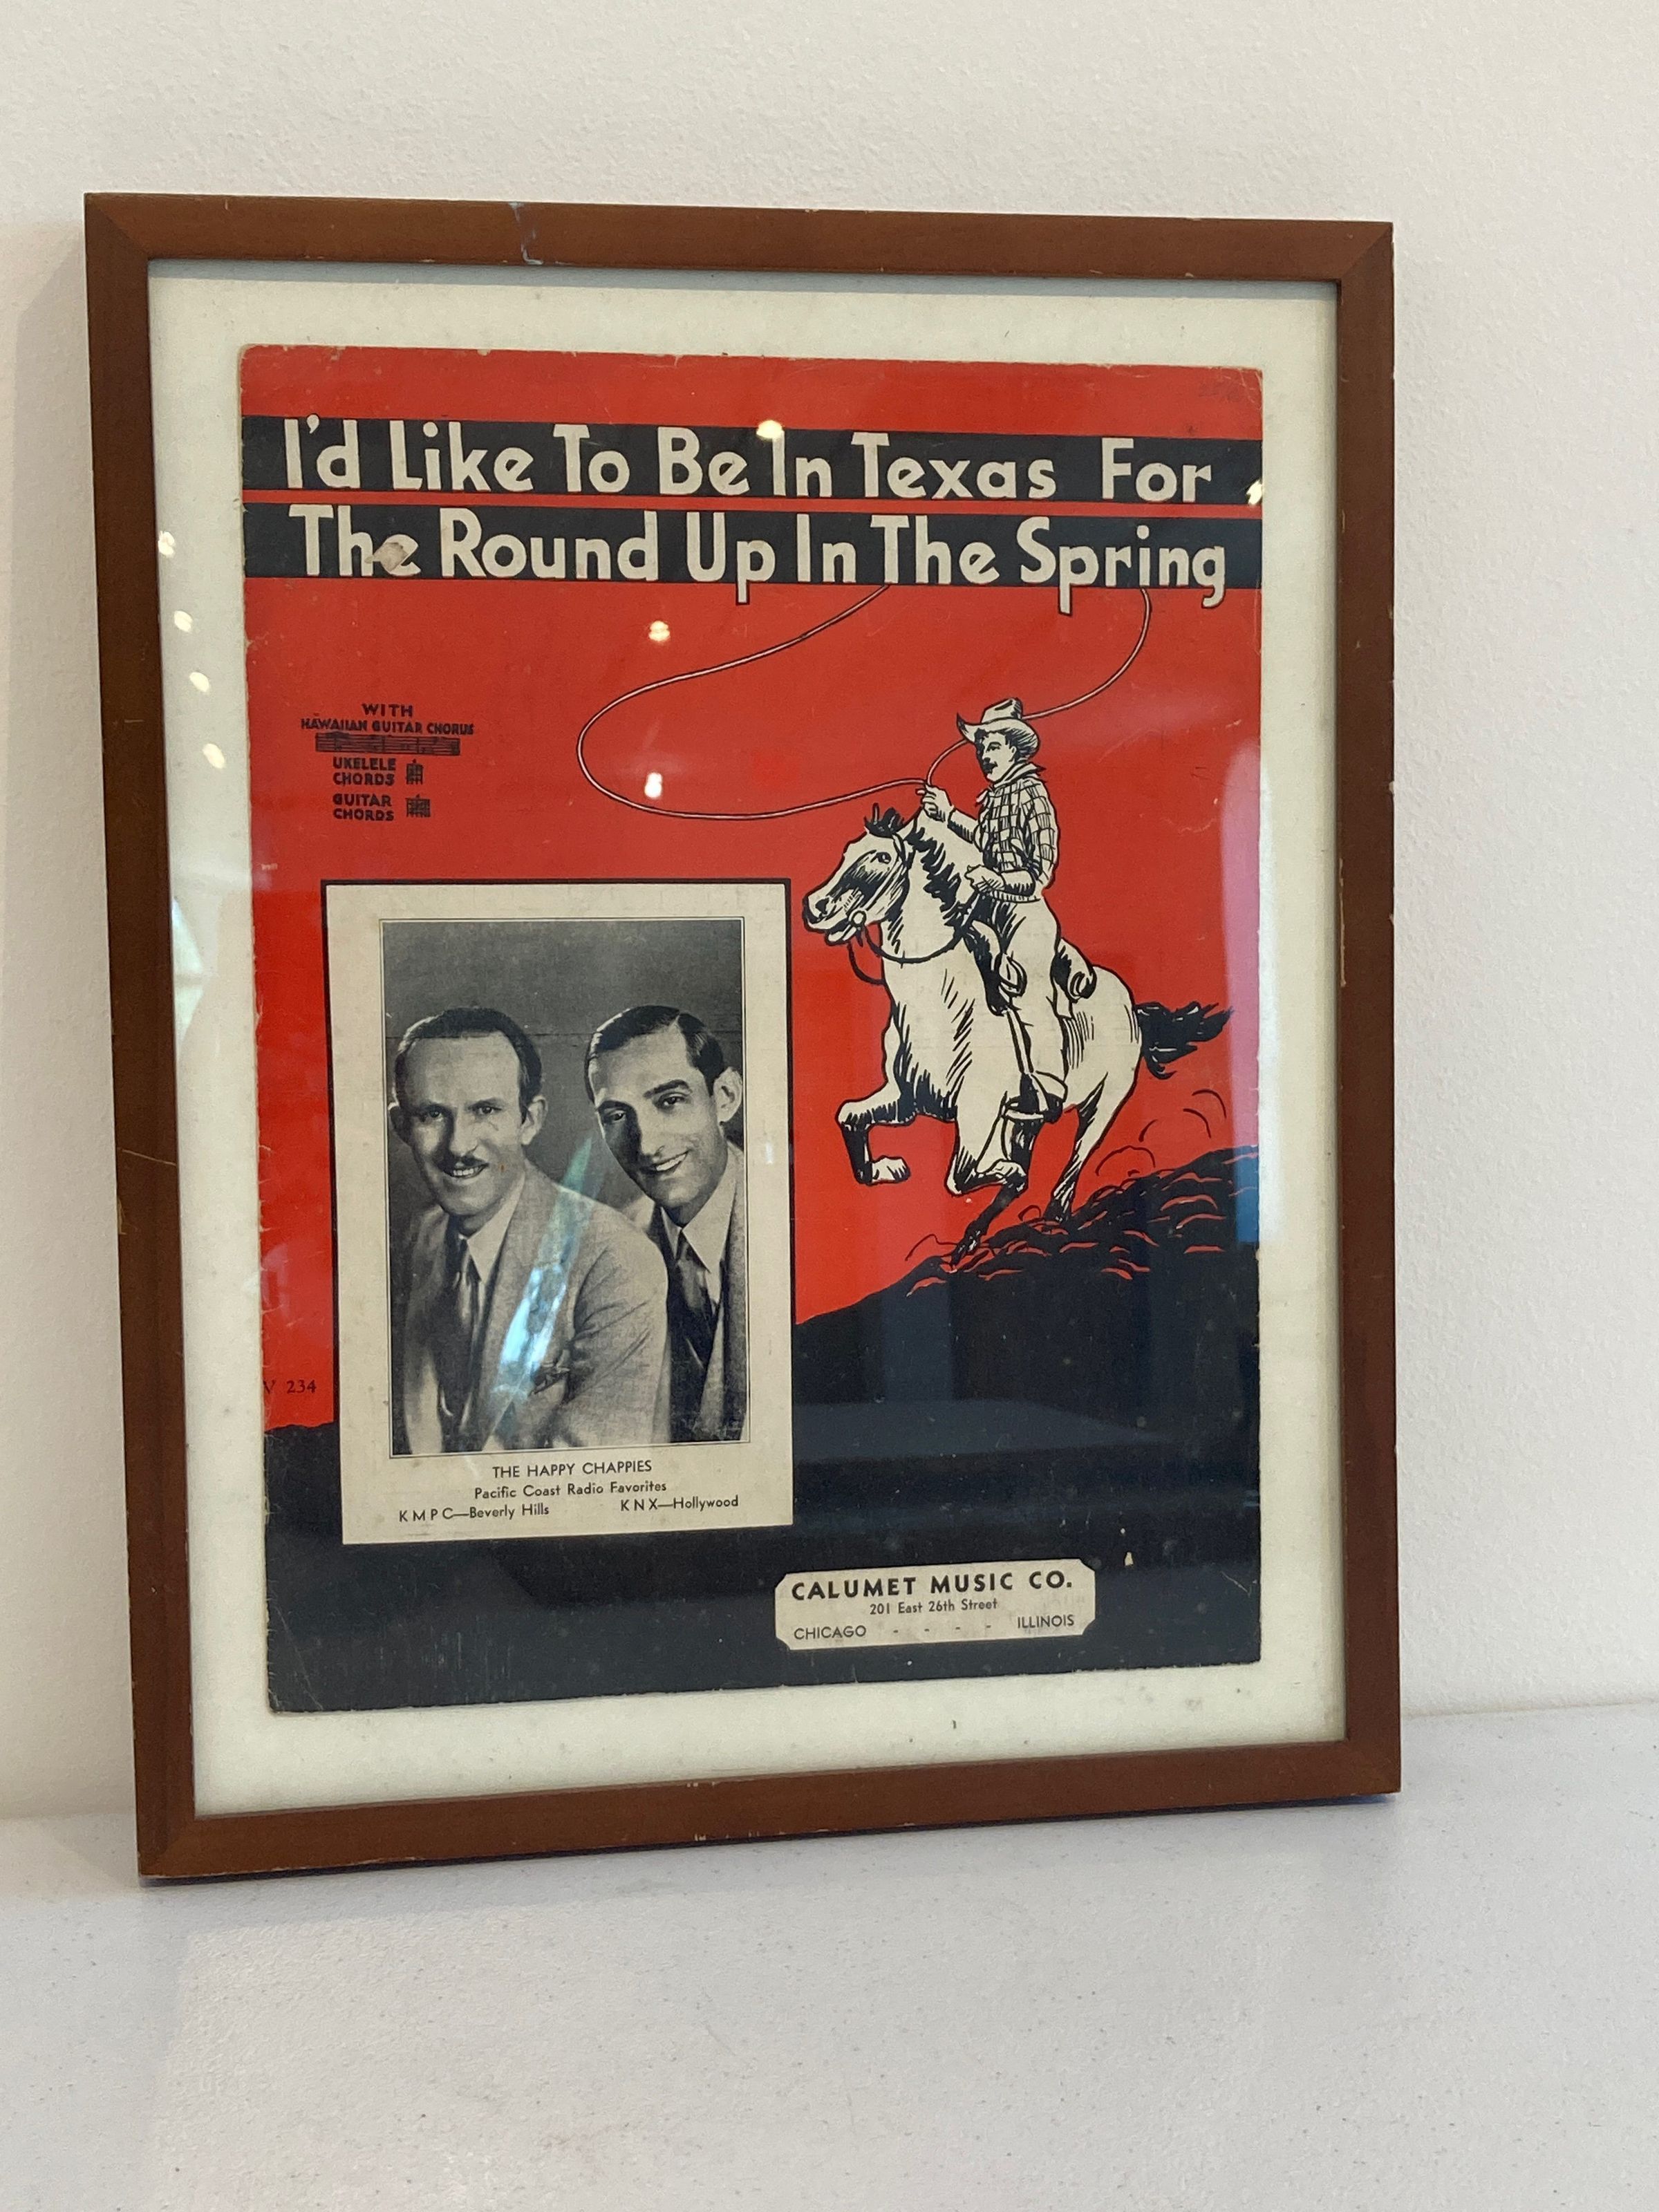 I'd Like To Be In Texas For
The Round Up In The Spring
WITH
HAWAIIAN GUITAR CHORUS
UKELELE
CHORDS
GUITAR
CHORDS
V 234
THE HAPPY CHAPPIES
Pacific Coast Radio Favorites
K M P C—Beverly Hills K N X—Hollywood
CALUMET MUSIC CO.
201 East 26th Street
CHICAGO - - - - ILLINOIS